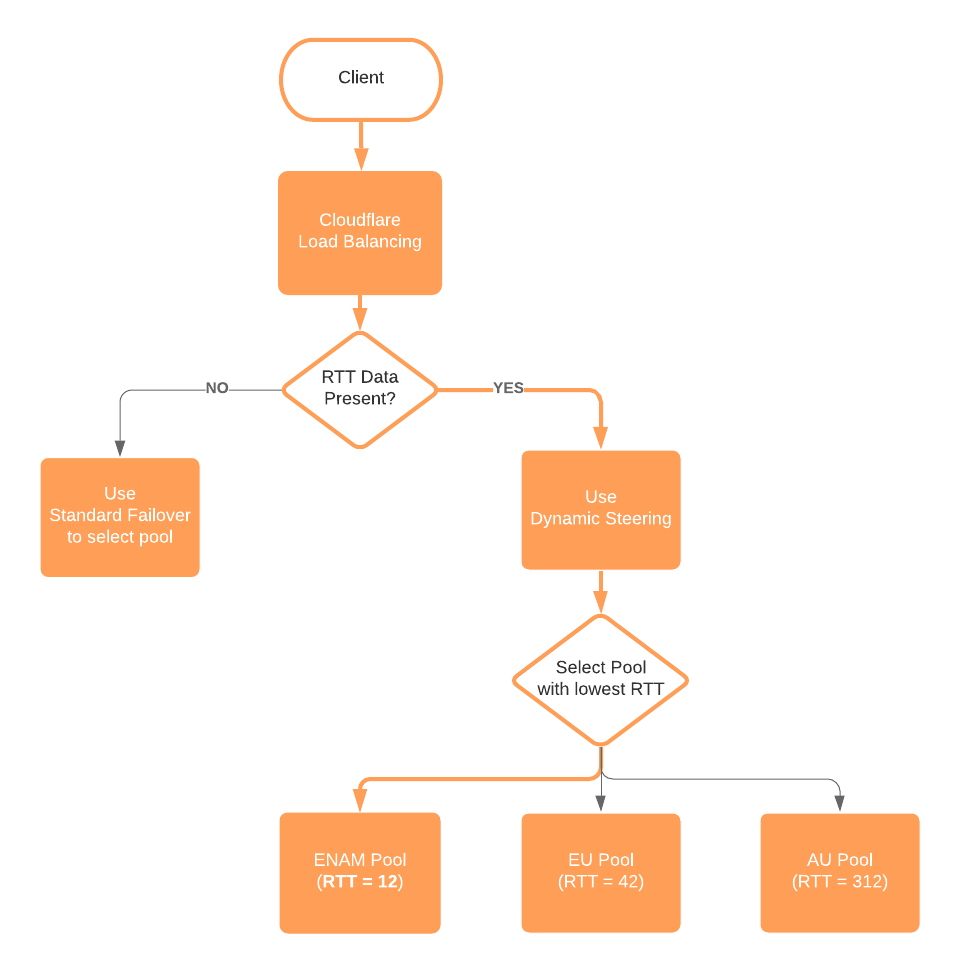 Client
Cloudflare
Load Balancing
RTT Data
Present?
NO
YES
Use
Standard Failover
to select pool
Use
Dynamic Steering
Select Pool
with lowest RTT
ENAM Pool
(RTT = 12)
EU Pool
(RTT = 42)
AU Pool
(RTT = 312)